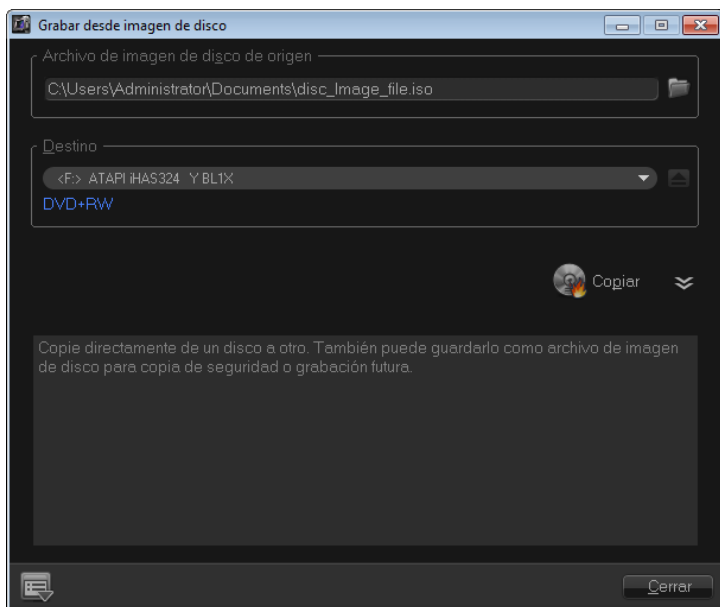 Grabar desde imagen de disco
Archivo de imagen de disco de origen
C:\Users\Administrator\Documents\disc_Image_file.iso
Destino
<F:> ATAPI iHAS324 Y BL1X
DVD+RW
Copiar
Copie directamente de un disco a otro. También puede guardarlo como archivo de imagen
de disco para copia de seguridad o grabación futura.
Cerrar